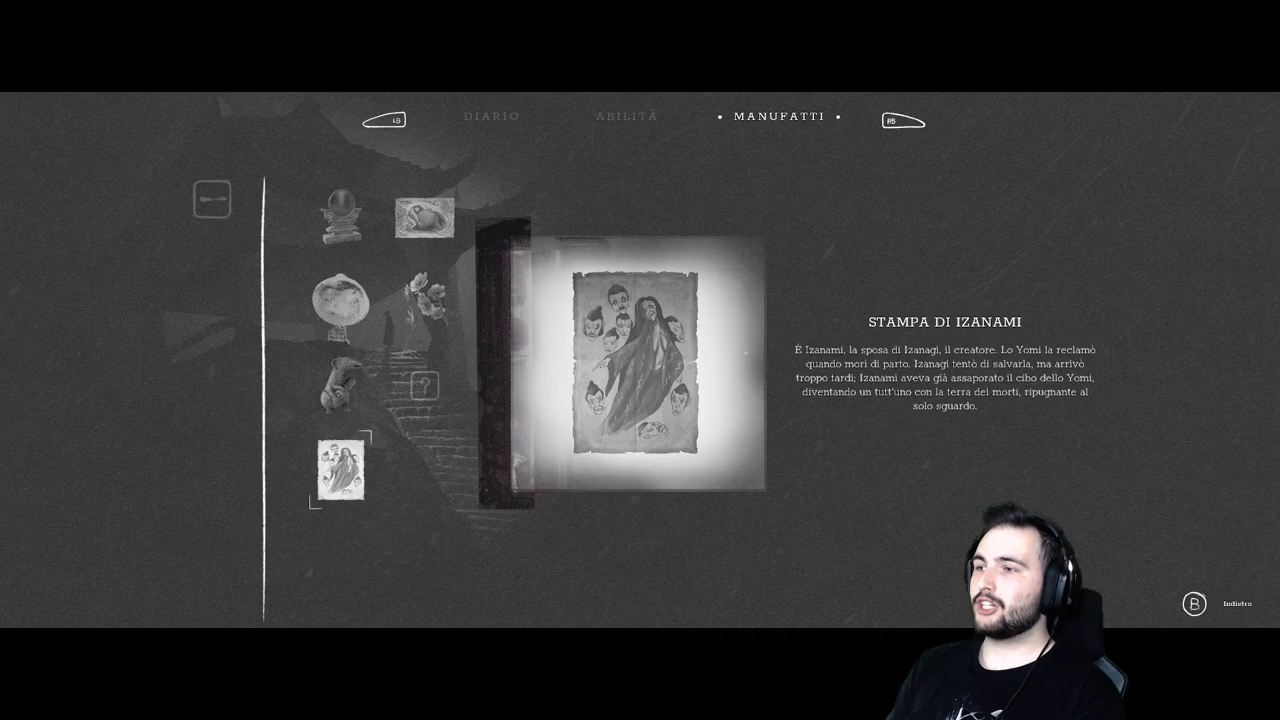 LB
DIARIO
ABILITÀ
• MANUFATTI •
RB
?
STAMPA DI IZANAMI
È Izanami, la sposa di Izanagi, il creatore. Lo Yomi la reclamò
quando morì di parto. Izanagi tentò di salvarla, ma arrivò
troppo tardi; Izanami aveva già assaporato il cibo dello Yomi,
diventando un tutt'uno con la terra dei morti, ripugnante al
solo sguardo.
B
Indietro